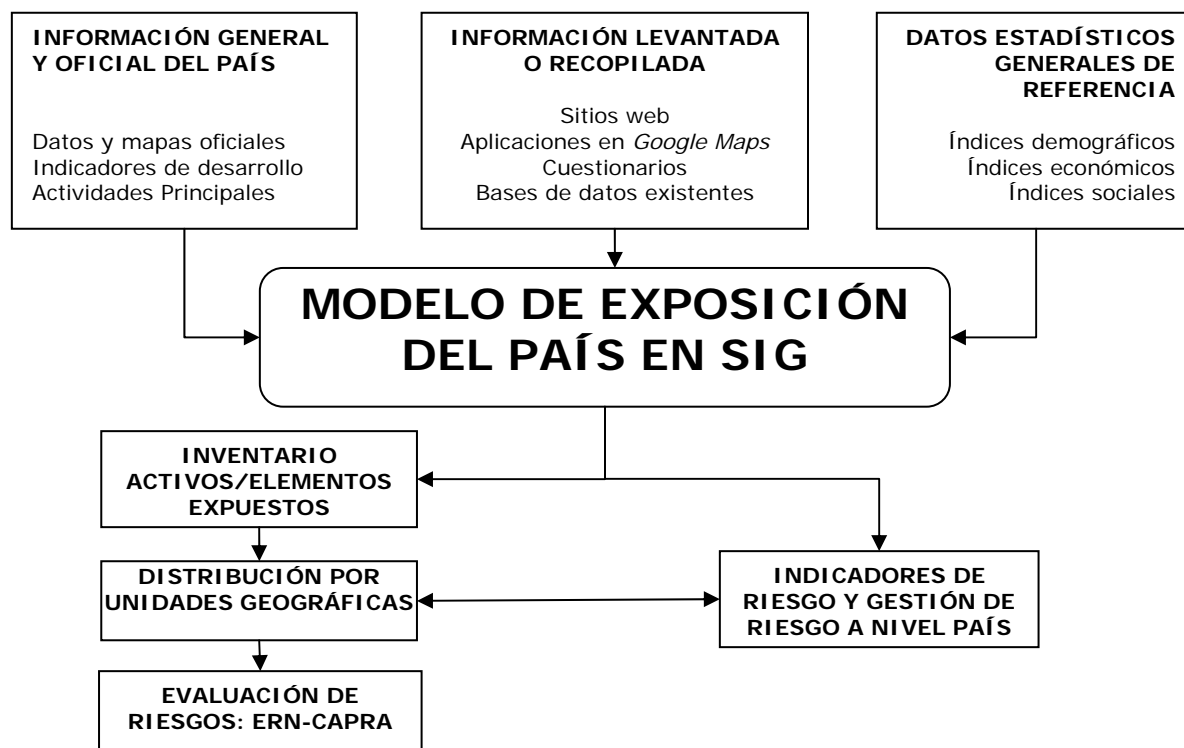 INFORMACIÓN GENERAL
Y OFICIAL DEL PAÍS
Datos y mapas oficiales
Indicadores de desarrollo
Actividades Principales
INFORMACIÓN LEVANTADA
O RECOPILADA
Sitios web
Aplicaciones en Google Maps
Cuestionarios
Bases de datos existentes
DATOS ESTADÍSTICOS
GENERALES DE
REFERENCIA
Índices demográficos
Índices económicos
Índices sociales
MODELO DE EXPOSICIÓN
DEL PAÍS EN SIG
INVENTARIO
ACTIVOS/ELEMENTOS
EXPUESTOS
DISTRIBUCIÓN POR
UNIDADES GEOGRÁFICAS
INDICADORES DE
RIESGO Y GESTIÓN DE
RIESGO A NIVEL PAÍS
EVALUACIÓN DE
RIESGOS: ERN-CAPRA